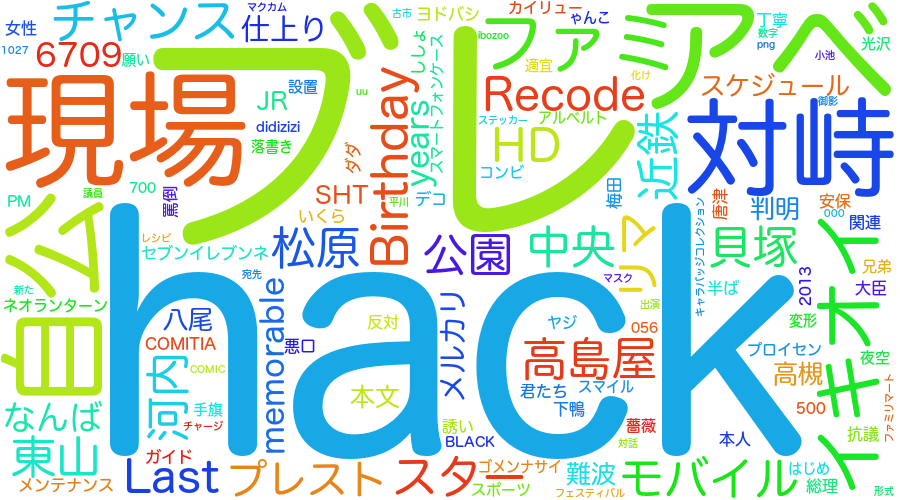 女性
チャンス
マクカム
仕上り
古市
ヨドバシ
カイリュー
ゃんこ
丁寧
数字
png
光沢
小池
1027
6709
願い
ブレ
ibozoo
ファ
アベ
適宜
化け
現場
設置
JR
uu
Birthday
years
ししょ
スマートフォンケース
Recode
スケジュール
御影
didizizi
落書き
HD
ステッカー
アルベルト
近鉄
対峙
ダダ
コンビ
PM
700
罵倒
議員
SHT
平川
デコ
梅田
唐津
判明
安保
000
関連
自公
レシピ
いくら
セブンイレブンネ
松原
公園
中央
リマ
キャラバッジコレクション
貝塚
イキオイ
兄弟
新た
宛先
マスク
半ば
2013
大臣
ネオランターン
八尾
memorable
hack
メルカリ
反対
ヤジ
出演
056
変形
COMITIA
悪口
高島屋
プロイセン
夜空
河内
COMIC
本文
君たち
スマイル
高槻
なんば
手旗
下鴨
500
ファミリマート
チャージ
誘い
薔薇
抗議
東山
ガイド
BLACK
対話
本人
メンテナンス
Last
プレスト
スター
ゴメンナサイ
難波
モバイル
はじめ
スポーツ
フェスティバル
総理
形式